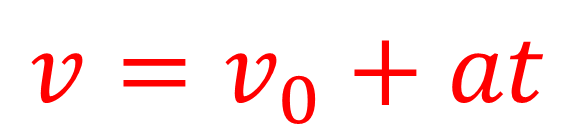 v = v₀ + at